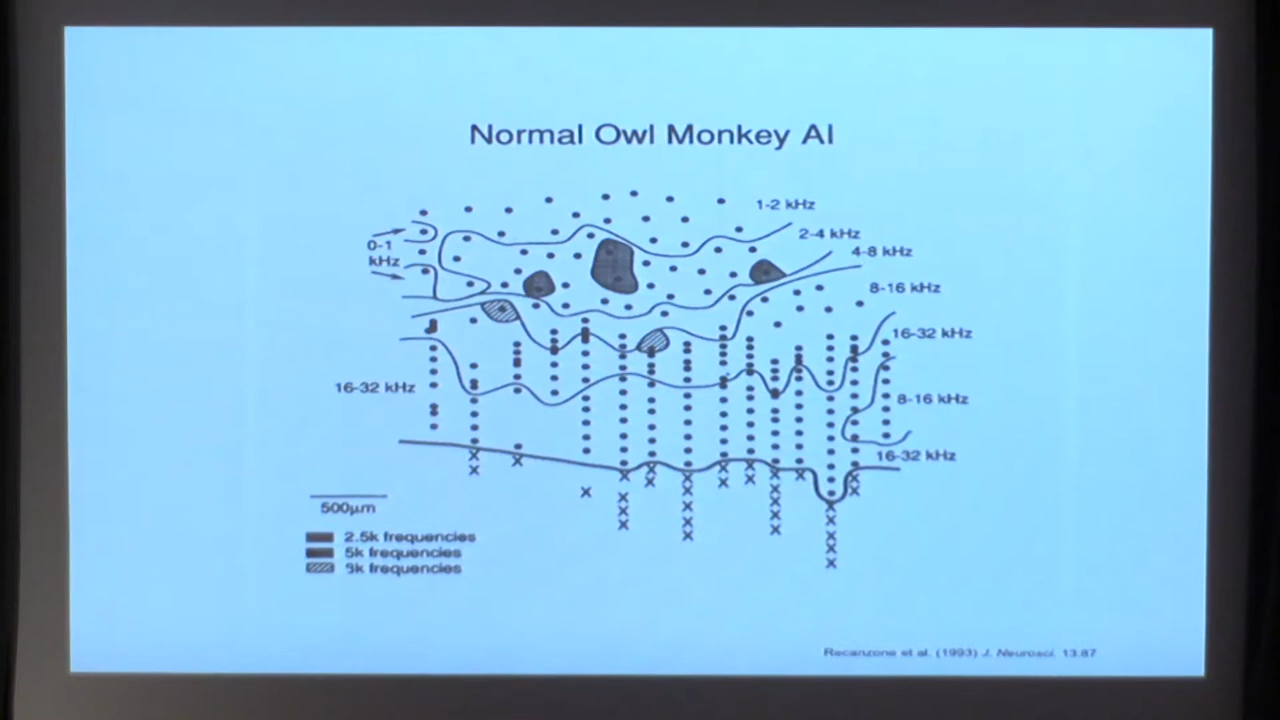 Normal Owl Monkey AI
1-2 kHz
2-4 kHz
4-8 kHz
0-1
kHz
8-16 kHz
16-32 kHz
16-32 kHz
8-16 kHz
16-32 kHz
500µm
2.5k frequencies
5k frequencies
frequencies
Recanzone et al. (1993) J. Neurosci. 13:87